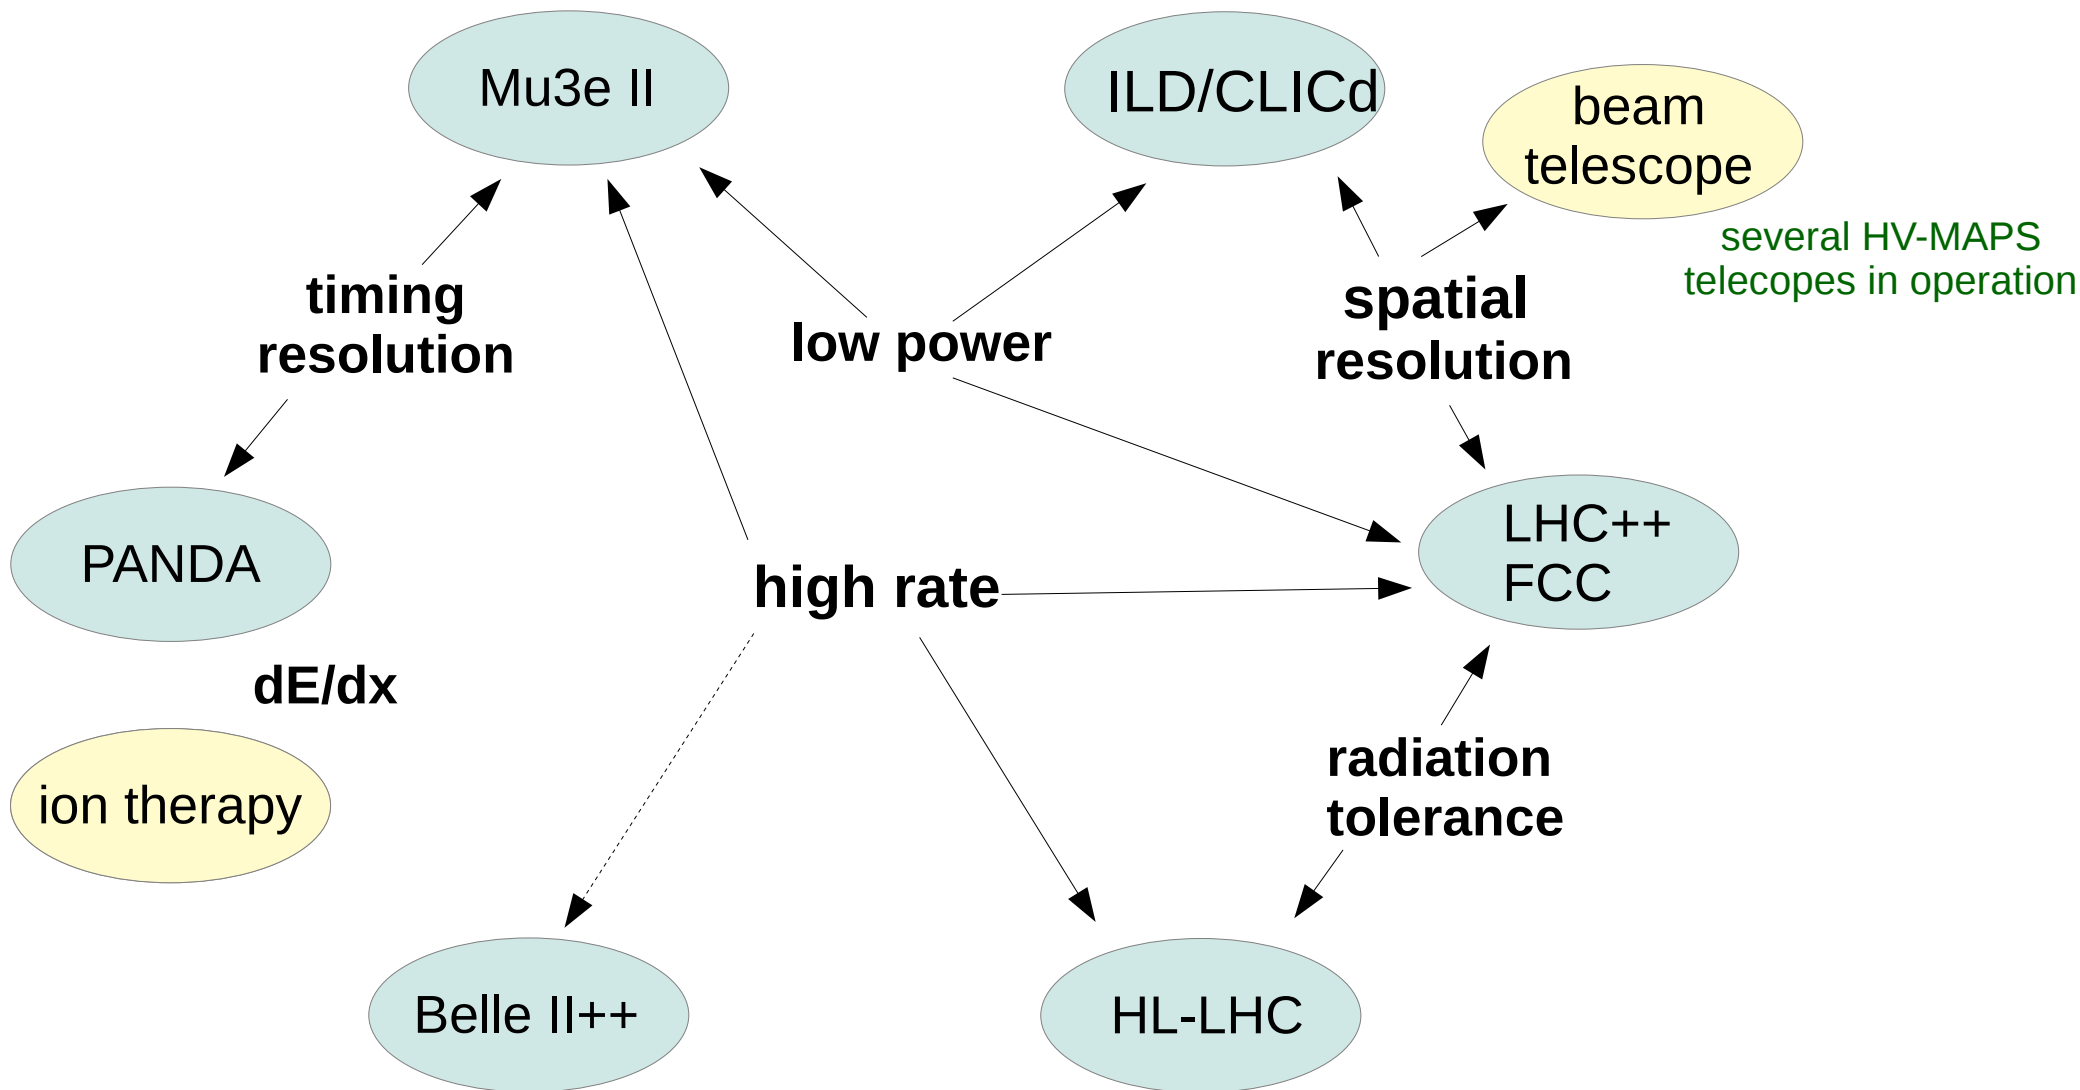 Mu3e II
ILD/CLICd
beam
telescope
several HV-MAPS
telecopes in operation
timing
resolution
low power
spatial
resolution
PANDA
high rate
LHC++
FCC
dE/dx
ion therapy
radiation
tolerance
Belle II++
HL-LHC